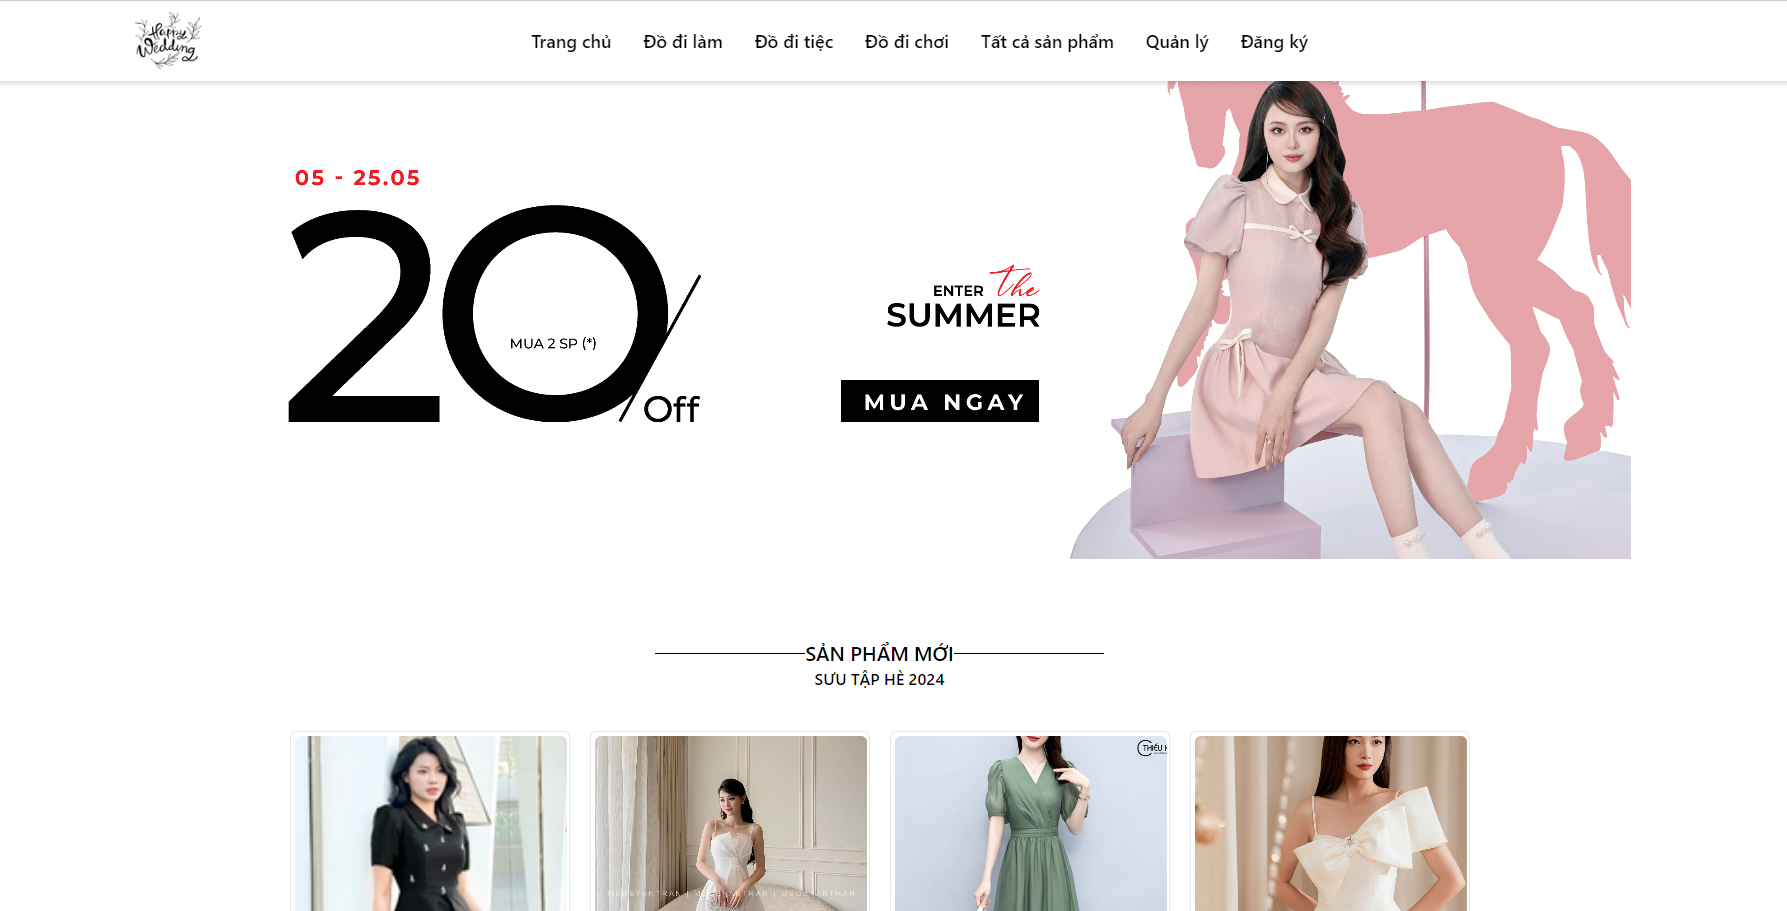 Happy
Wedding
Trang chủ
Đồ đi làm
Đồ đi tiệc
Đồ đi chơi
Tất cả sản phẩm
Quản lý
Đăng ký
05 - 25.05
20%
MUA 2 SP (*)
Off
ENTER the
SUMMER
MUA NGAY
SẢN PHẨM MỚI
SƯU TẬP HÈ 2024